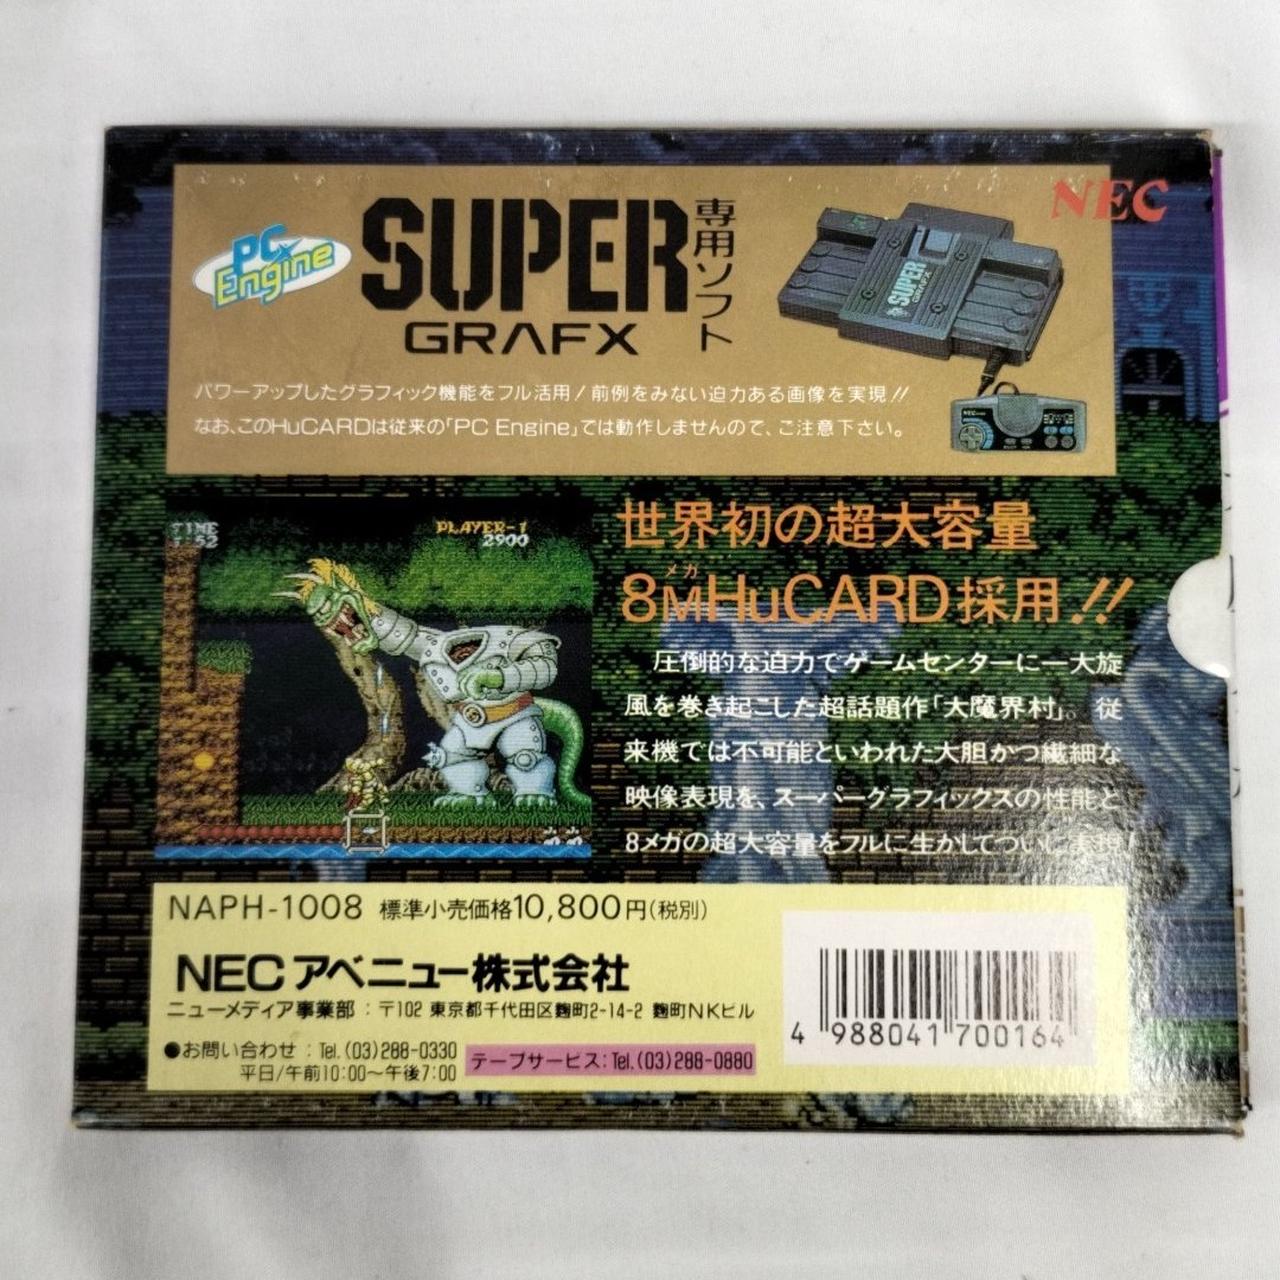 PC Engine
SUPER GRAFX
専用ソフト
NEC
SUPER GRAFX
パワーアップしたグラフィック機能をフル活用!前例をみない迫力ある画像を実現!!
なお、このHuCARDは従来の「PC Engine」では動作しませんので、ご注意下さい。
TIME
1:52
PLAYER-1
2900
世界初の超大容量
8Mメガ HuCARD採用!!
圧倒的な迫力でゲームセンターに一大旋
風を巻き起こした超話題作「大魔界村」。従
来機では不可能といわれた大胆かつ繊細な
映像表現を、スーパーグラフィックスの性能と
8メガの超大容量をフルに生かしてついに実現!
NAPH-1008 標準小売価格10,800円(税別)
NECアベニュー株式会社
ニューメディア事業部:〒102 東京都千代田区麹町2-14-2 麹町NKビル
●お問い合わせ:Tel.(03)288-0330
平日/午前10:00~午後7:00
テープサービス:Tel.(03)288-0880
4 988041 700164